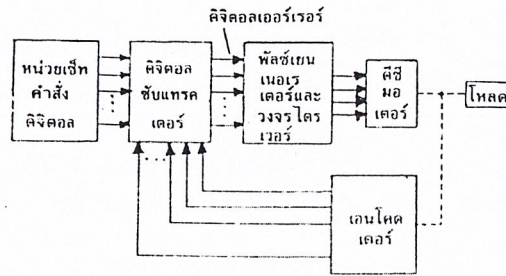 ดิจิตอลเออร์เรอร์
หน่วยเซ็ท
คำสั่ง
ดิจิตอล
ดิจิตอล
ซับแทรค
เตอร์
พัลซ์เยน
เนอเร
เตอร์และ
วงจรไดร
เวอร์
ดีซี
มอ
เตอร์
โหลด
เอนโคด
เตอร์